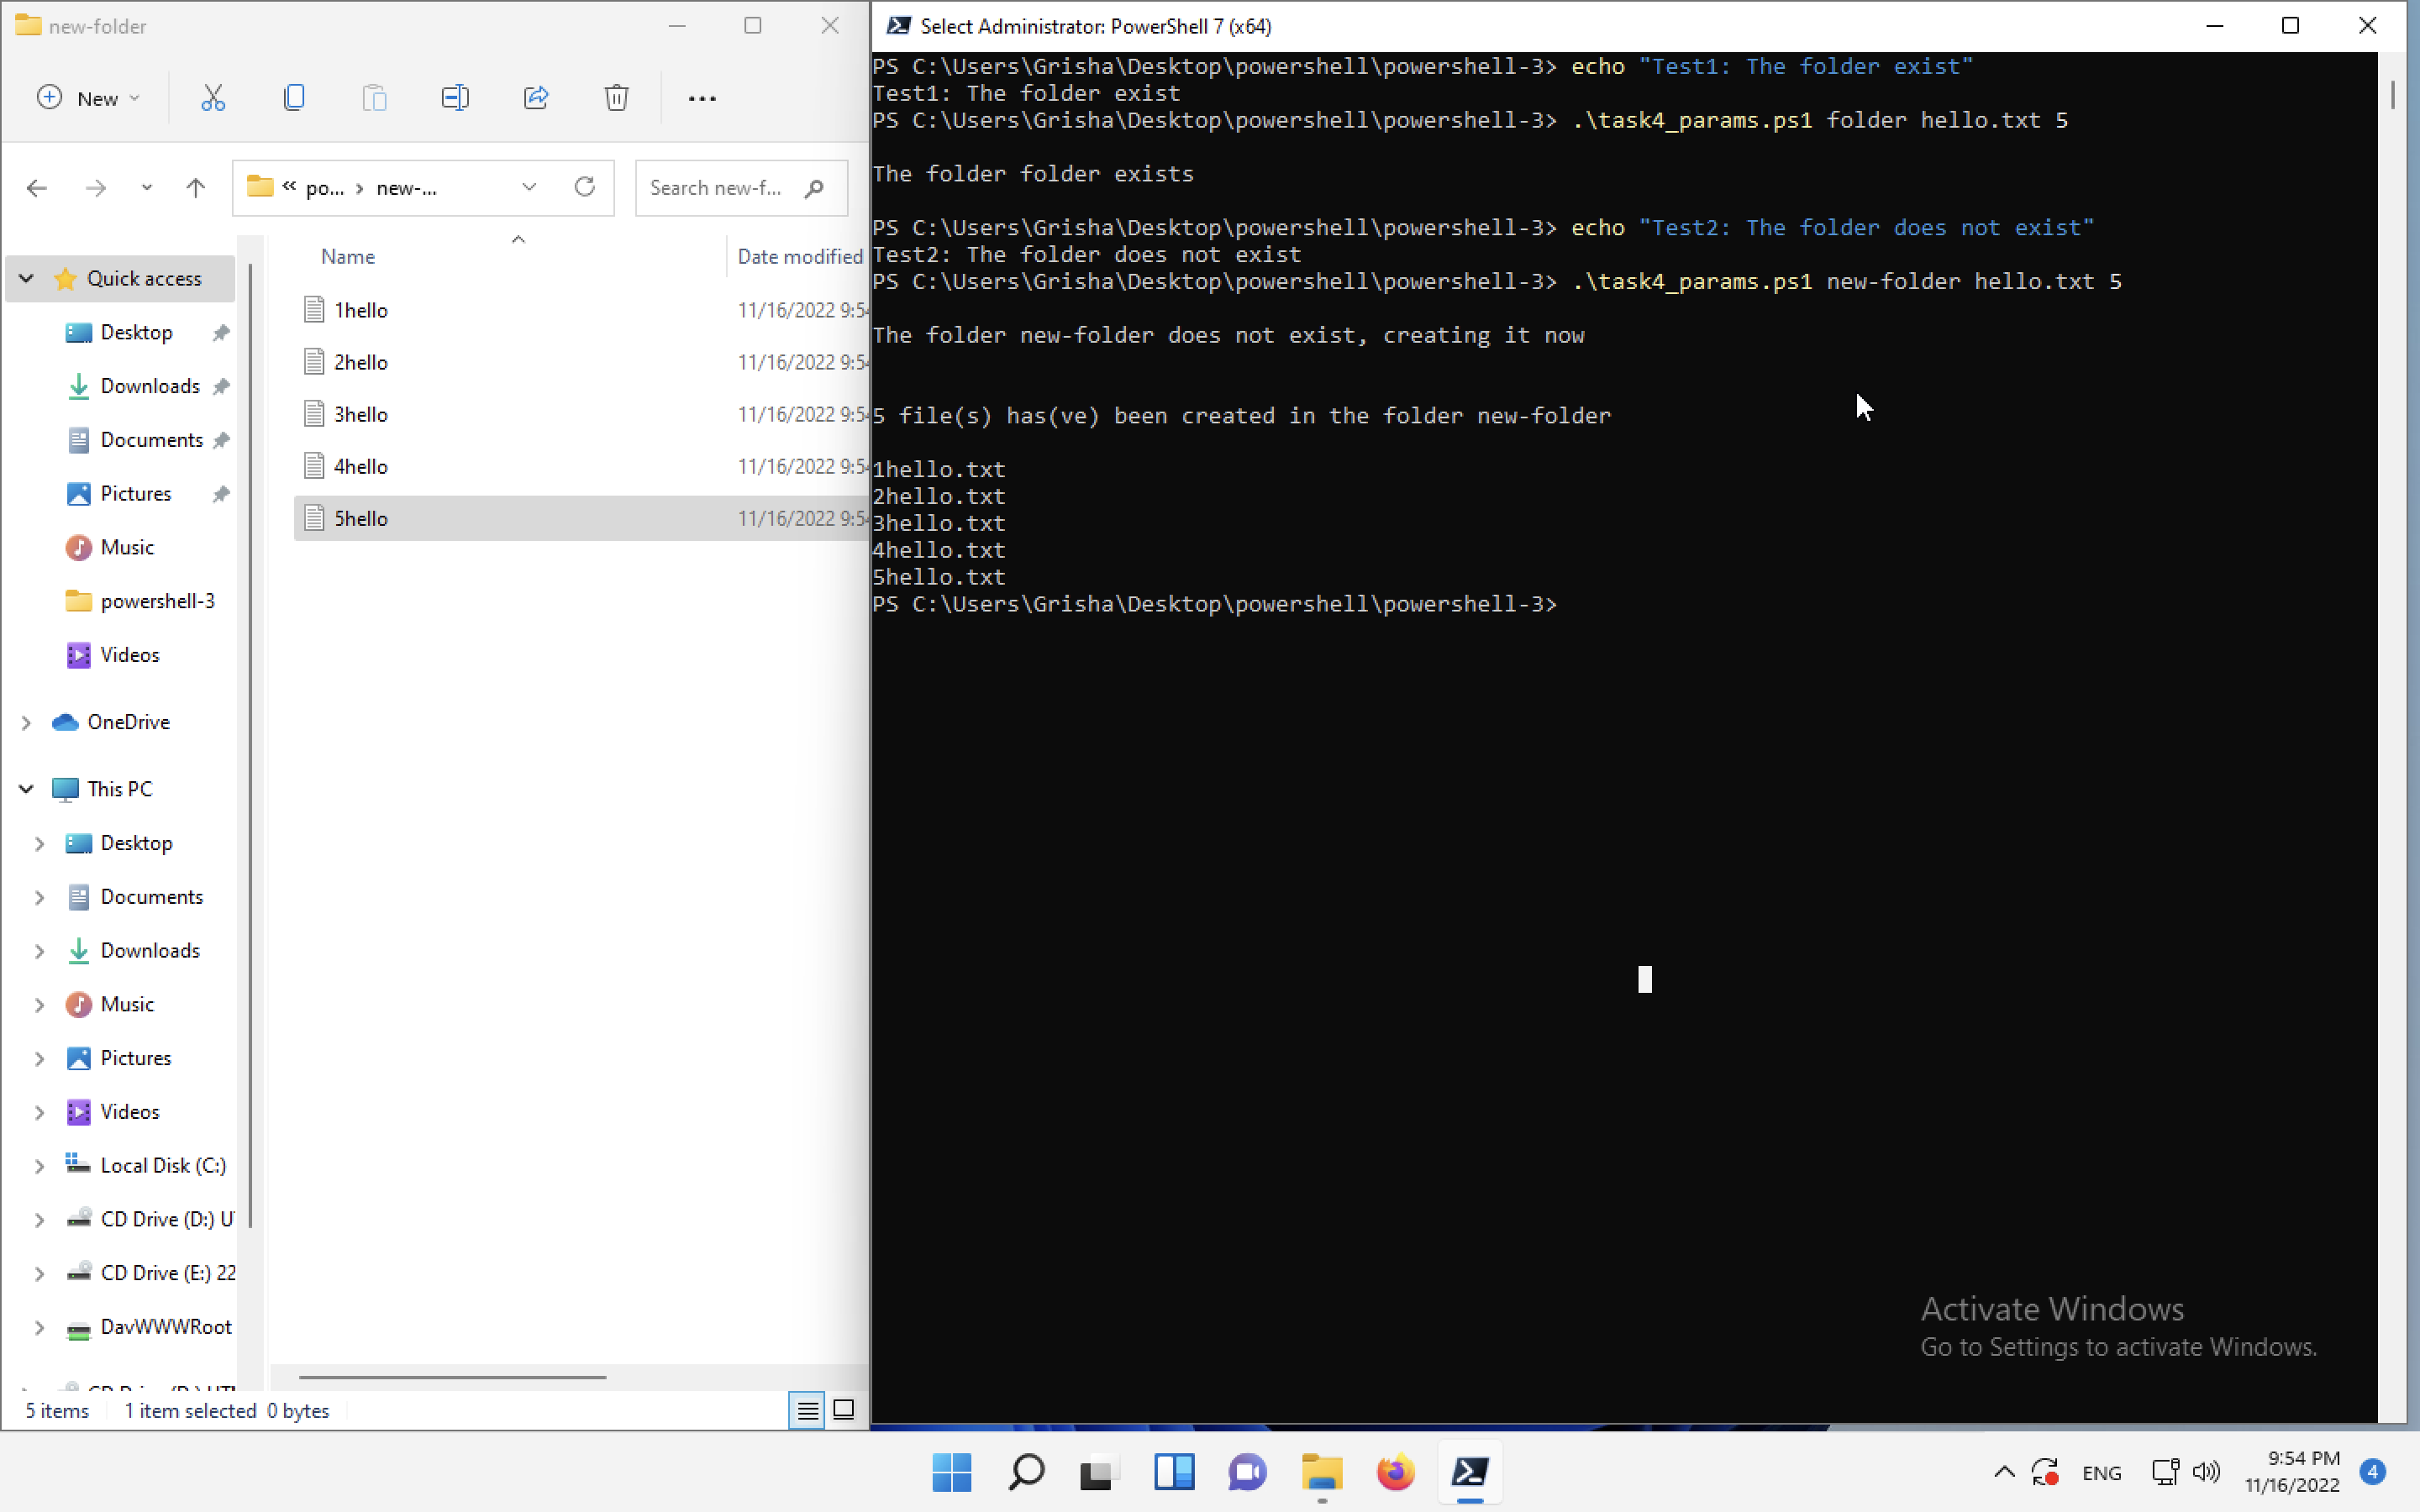 new-folder
New
« po... › new-...
Search new-f...
Name
Date modified
Quick access
Desktop
Downloads
Documents
Pictures
Music
powershell-3
Videos
OneDrive
This PC
Desktop
Documents
Downloads
Music
Pictures
Videos
Local Disk (C:)
CD Drive (D:) U
CD Drive (E:) 22
DavWWWRoot
1hello 11/16/2022 9:54
2hello 11/16/2022 9:54
3hello 11/16/2022 9:54
4hello 11/16/2022 9:54
5hello 11/16/2022 9:54
5 items 1 item selected 0 bytes
Select Administrator: PowerShell 7 (x64)
PS C:\Users\Grisha\Desktop\powershell\powershell-3> echo "Test1: The folder exist"
Test1: The folder exist
PS C:\Users\Grisha\Desktop\powershell\powershell-3> .\task4_params.ps1 folder hello.txt 5
The folder folder exists
PS C:\Users\Grisha\Desktop\powershell\powershell-3> echo "Test2: The folder does not exist"
Test2: The folder does not exist
PS C:\Users\Grisha\Desktop\powershell\powershell-3> .\task4_params.ps1 new-folder hello.txt 5
The folder new-folder does not exist, creating it now
5 file(s) has(ve) been created in the folder new-folder
1hello.txt
2hello.txt
3hello.txt
4hello.txt
5hello.txt
PS C:\Users\Grisha\Desktop\powershell\powershell-3>
Activate Windows
Go to Settings to activate Windows.
ENG
9:54 PM
11/16/2022
4